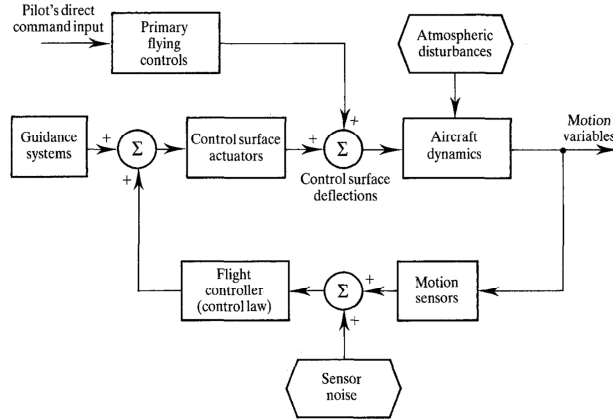 Pilot's direct
command input
Primary
flying
controls
Atmospheric
disturbances
+
Guidance
systems
+
Σ
+
Control surface
actuators
+
Σ
Control surface
deflections
Aircraft
dynamics
Motion
variables
Flight
controller
(control law)
Σ
+
+
Motion
sensors
Sensor
noise